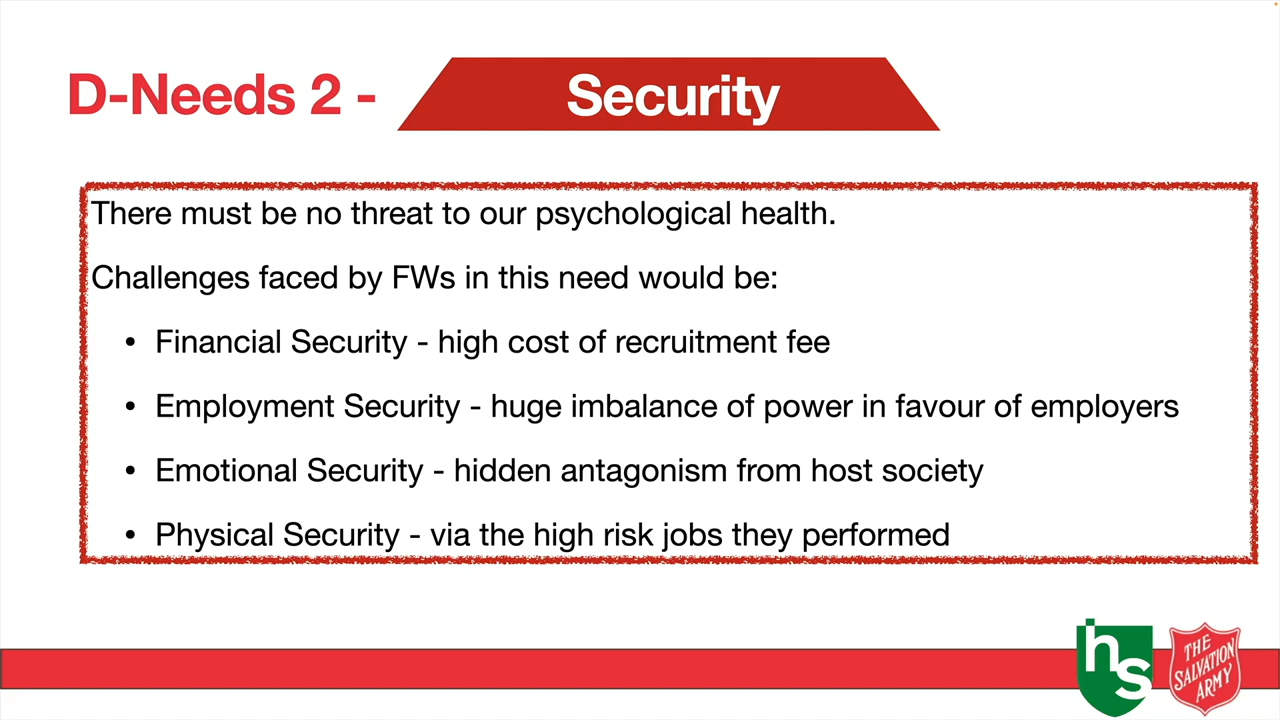 D-Needs 2 - Security
There must be no threat to our psychological health.
Challenges faced by FWs in this need would be:
• Financial Security - high cost of recruitment fee
• Employment Security - huge imbalance of power in favour of employers
• Emotional Security - hidden antagonism from host society
• Physical Security - via the high risk jobs they performed
hs
THE
SALVATION
ARMY